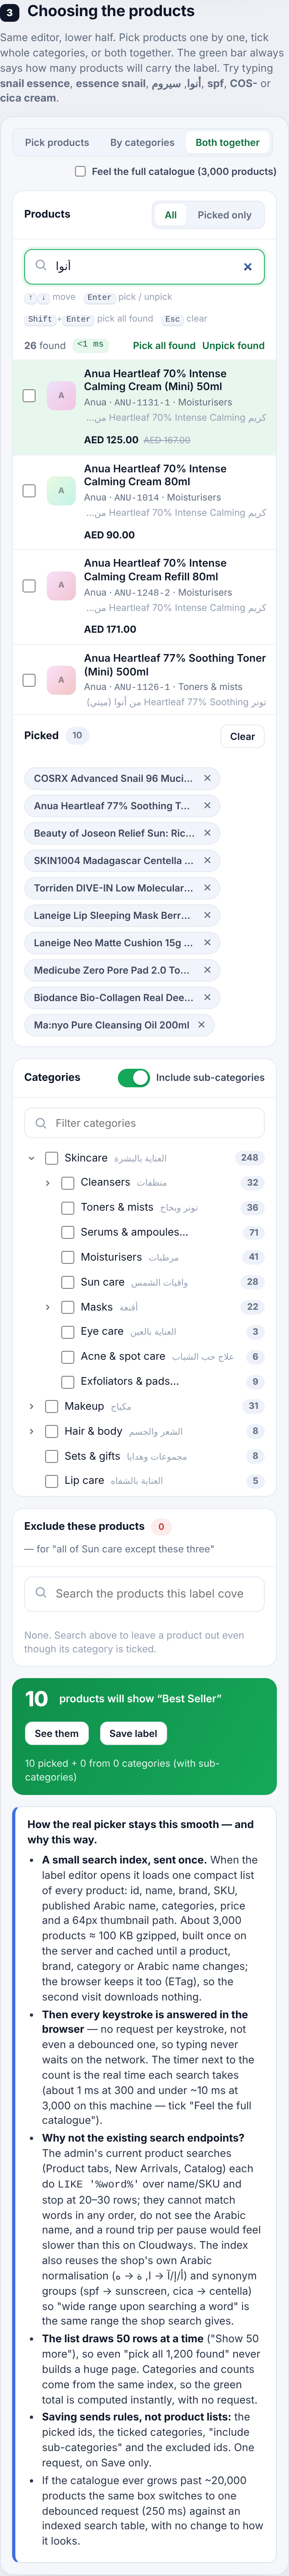 3 Choosing the products
Same editor, lower half. Pick products one by one, tick
whole categories, or both together. The green bar always
says how many products will carry the label. Try typing
snail essence, essence snail, أنوا, سيروم, spf, COS- or
cica cream.
Pick products By categories Both together
Feel the full catalogue (3,000 products)
Products All Picked only
أنوا ×
↑ ↓ move Enter pick / unpick
Shift+Enter pick all found Esc clear
26 found <1 ms Pick all found Unpick found
Anua Heartleaf 70% Intense
Calming Cream (Mini) 50ml
A
Anua · ANU-1131-1 · Moisturisers
كريم Heartleaf 70% Intense Calming من...
AED 125.00 AED 167.00
Anua Heartleaf 70% Intense
Calming Cream 80ml
A
Anua · ANU-1014 · Moisturisers
كريم Heartleaf 70% Intense Calming من...
AED 90.00
Anua Heartleaf 70% Intense
Calming Cream Refill 80ml
A
Anua · ANU-1248-2 · Moisturisers
كريم Heartleaf 70% Intense Calming من...
AED 171.00
Anua Heartleaf 77% Soothing Toner
(Mini) 500ml
A
Anua · ANU-1126-1 · Toners & mists
تونر Heartleaf 77% Soothing من أنوا (ميني)
Picked 10 Clear
COSRX Advanced Snail 96 Muci... ×
Anua Heartleaf 77% Soothing T... ×
Beauty of Joseon Relief Sun: Ric... ×
SKIN1004 Madagascar Centella ... ×
Torriden DIVE-IN Low Molecular... ×
Laneige Lip Sleeping Mask Berr... ×
Laneige Neo Matte Cushion 15g ... ×
Medicube Zero Pore Pad 2.0 To... ×
Biodance Bio-Collagen Real Dee... ×
Ma:nyo Pure Cleansing Oil 200ml ×
Categories Include sub-categories
Filter categories
Skincare العناية بالبشرة 248
Cleansers منظفات 32
Toners & mists تونر وبخاخ 36
Serums & ampoules... 71
Moisturisers مرطبات 41
Sun care واقيات الشمس 28
Masks أقنعة 22
Eye care العناية بالعين 3
Acne & spot care علاج حب الشباب 6
Exfoliators & pads... 9
Makeup مكياج 31
Hair & body الشعر والجسم 8
Sets & gifts مجموعات وهدايا 8
Lip care العناية بالشفاه 5
Exclude these products 0
— for "all of Sun care except these three"
Search the products this label cove
None. Search above to leave a product out even
though its category is ticked.
10 products will show “Best Seller”
See them Save label
10 picked + 0 from 0 categories (with sub-
categories)
How the real picker stays this smooth — and
why this way.
• A small search index, sent once. When the
label editor opens it loads one compact list
of every product: id, name, brand, SKU,
published Arabic name, categories, price
and a 64px thumbnail path. About 3,000
products ≈ 100 KB gzipped, built once on
the server and cached until a product,
brand, category or Arabic name changes;
the browser keeps it too (ETag), so the
second visit downloads nothing.
• Then every keystroke is answered in the
browser — no request per keystroke, not
even a debounced one, so typing never
waits on the network. The timer next to the
count is the real time each search takes
(about 1 ms at 300 and under ~10 ms at
3,000 on this machine — tick "Feel the full
catalogue").
• Why not the existing search endpoints?
The admin's current product searches
(Product tabs, New Arrivals, Catalog) each
do LIKE '%word%' over name/SKU and
stop at 20–30 rows; they cannot match
words in any order, do not see the Arabic
name, and a round trip per pause would feel
slower than this on Cloudways. The index
also reuses the shop's own Arabic
normalisation (أ/إ/آ → ا, ة → ه) and synonym
groups (spf → sunscreen, cica → centella)
so "wide range upon searching a word" is
the same range the shop search gives.
• The list draws 50 rows at a time ("Show 50
more"), so even "pick all 1,200 found" never
builds a huge page. Categories and counts
come from the same index, so the green
total is computed instantly, with no request.
• Saving sends rules, not product lists: the
picked ids, the ticked categories, "include
sub-categories" and the excluded ids. One
request, on Save only.
• If the catalogue ever grows past ~20,000
products the same box switches to one
debounced request (250 ms) against an
indexed search table, with no change to how
it looks.